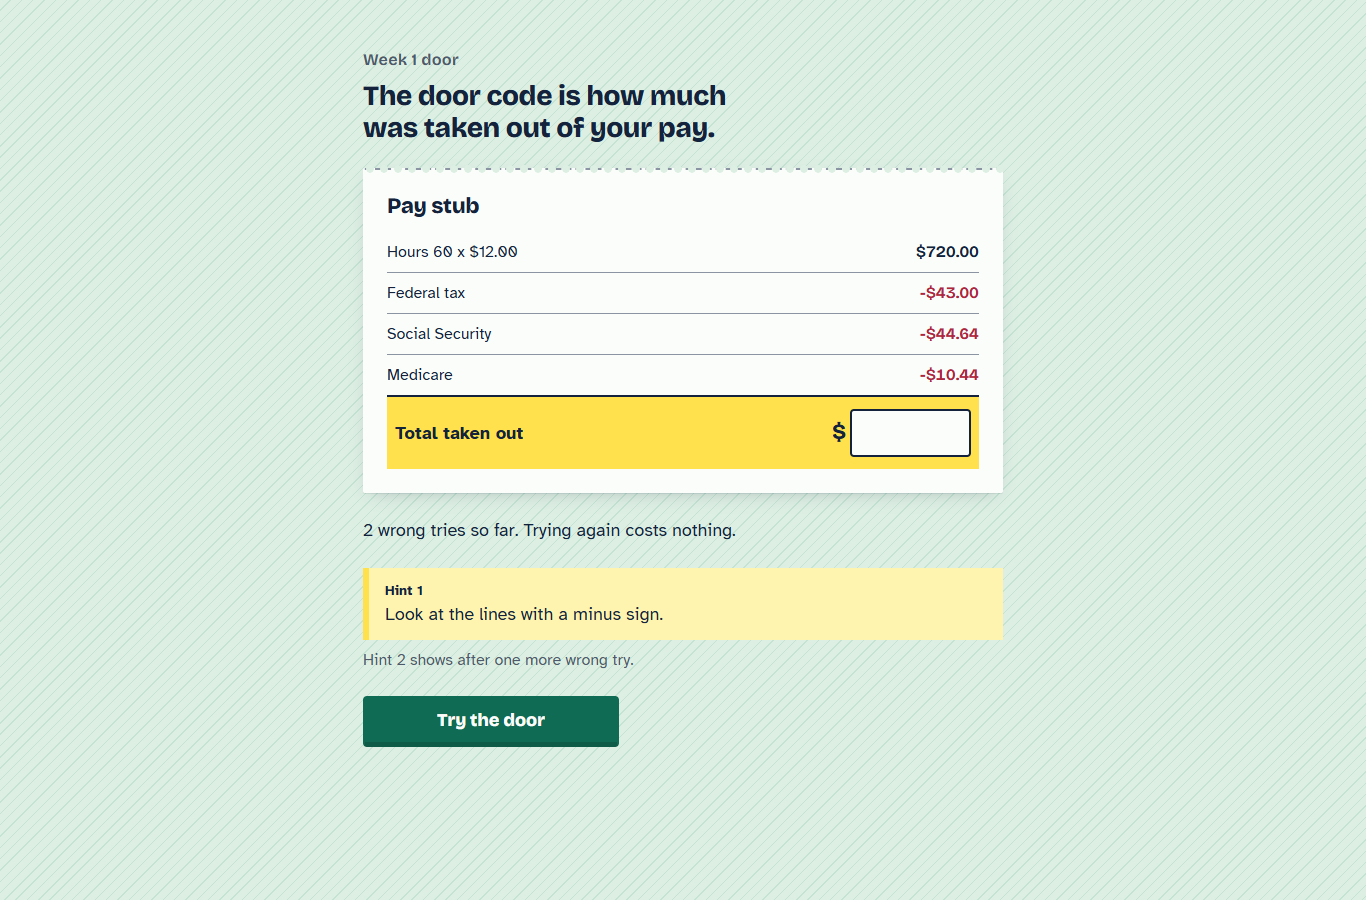 Week 1 door
The door code is how much
was taken out of your pay.
Pay stub
Hours 60 x $12.00 $720.00
Federal tax -$43.00
Social Security -$44.64
Medicare -$10.44
Total taken out $
2 wrong tries so far. Trying again costs nothing.
Hint 1
Look at the lines with a minus sign.
Hint 2 shows after one more wrong try.
Try the door